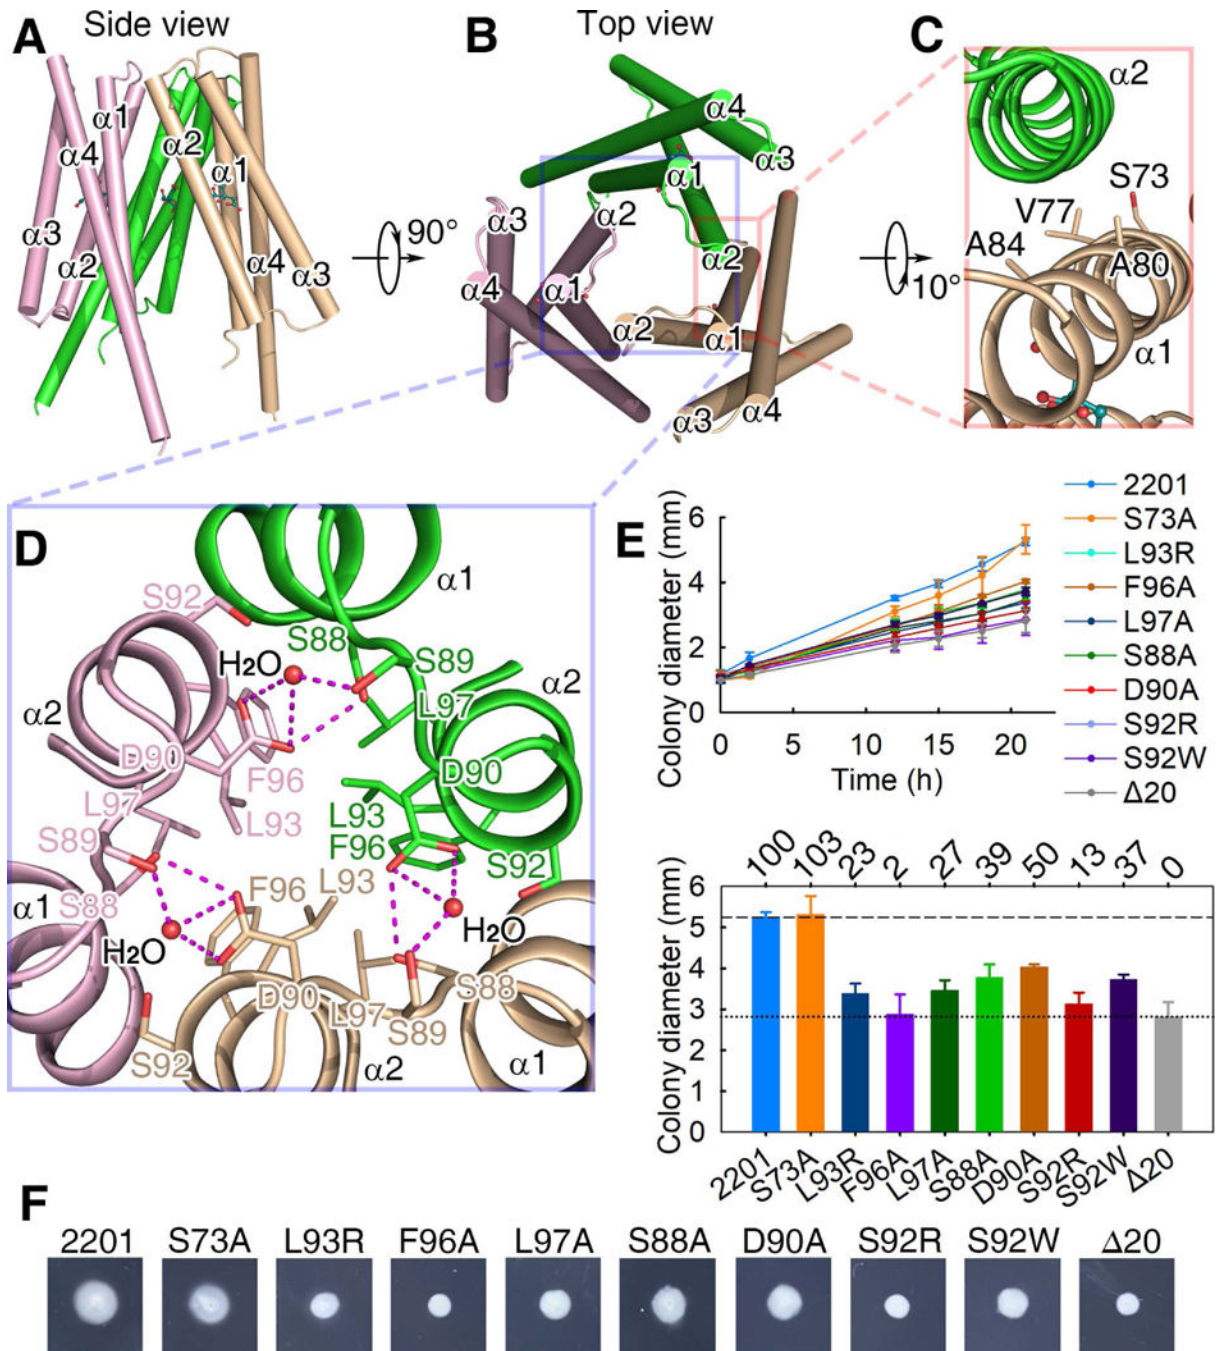 A Side view
α1
α2
α4
α1
α3
α2
α4
α3
90°
B Top view
α4
α3
α1
α2
α3
α2
α4
α1
α2
α1
α3
α4
10°
C
α2
S73
V77
A84
A80
α1
D
α1
S92
S88
H2O
S89
α2
L97
α2
D90
F96
D90
L93
L97
L93
S89
F96
S92
α1
S88
F96
L93
H2O
H2O
D90
L97
S88
S89
S92
α2
α1
E
Colony diameter (mm)
6
4
2
0
0 5 10 15 20
Time (h)
2201
S73A
L93R
F96A
L97A
S88A
D90A
S92R
S92W
Δ20
100 103 23 2 27 39 50 13 37 0
Colony diameter (mm)
6
5
4
3
2
1
0
2201 S73A L93R F96A L97A S88A D90A S92R S92W Δ20
F
2201 S73A L93R F96A L97A S88A D90A S92R S92W Δ20